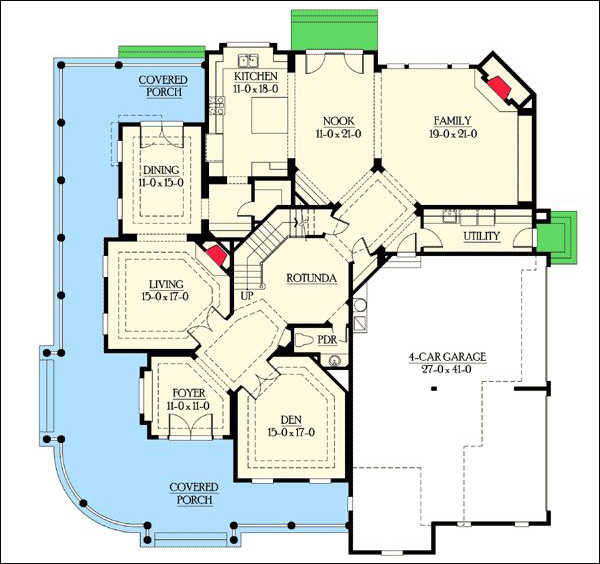 COVERED
PORCH
KITCHEN
11-0 x 18-0
NOOK
11-0 x 21-0
FAMILY
19-0 x 21-0
DINING
11-0 x 15-0
UTILITY
LIVING
15-0 x 17-0
UP
ROTUNDA
PDR
4-CAR GARAGE
27-0 x 41-0
FOYER
11-0 x 11-0
DEN
15-0 x 17-0
COVERED
PORCH